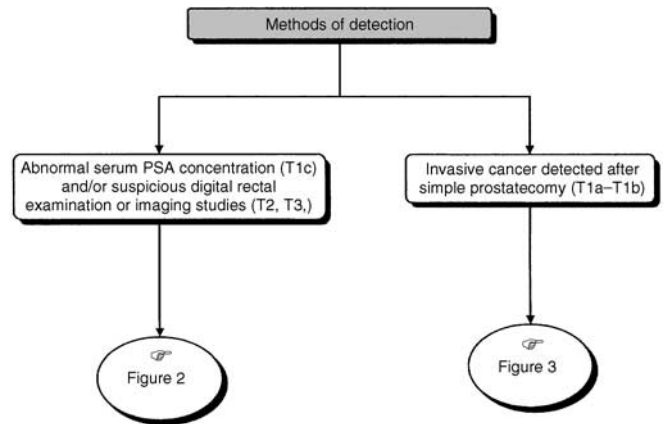 Methods of detection
Abnormal serum PSA concentration (T1c)
and/or suspicious digital rectal
examination or imaging studies (T2, T3,)
Invasive cancer detected after
simple prostatecomy (T1a–T1b)
☞
Figure 2
☞
Figure 3